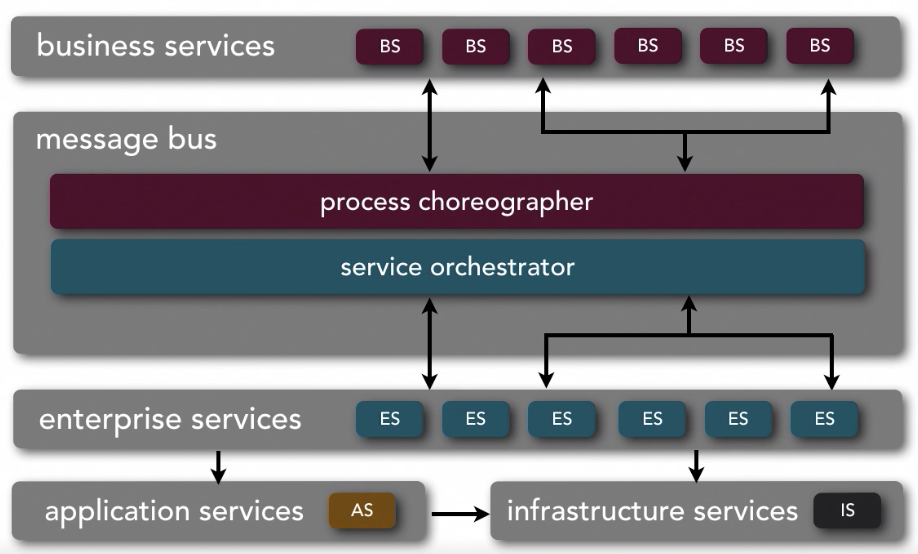 business services BS BS BS BS BS BS
message bus
process choreographer
service orchestrator
enterprise services ES ES ES ES ES ES
application services AS infrastructure services IS